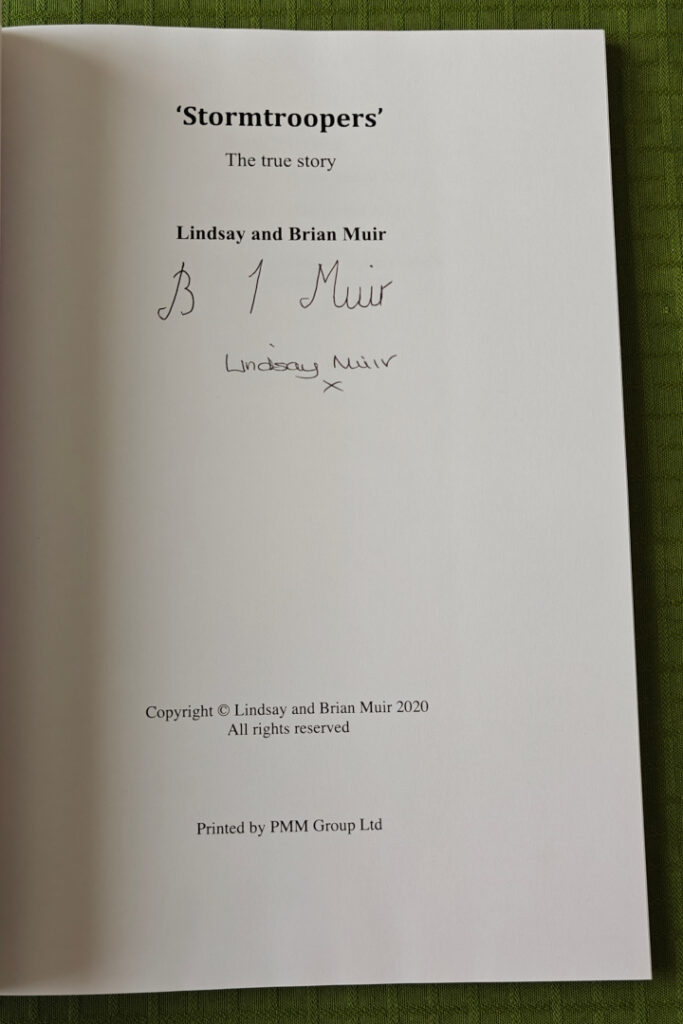 ‘Stormtroopers’
The true story
Lindsay and Brian Muir
B J Muir
Lindsay Muir
x
Copyright © Lindsay and Brian Muir 2020
All rights reserved
Printed by PMM Group Ltd